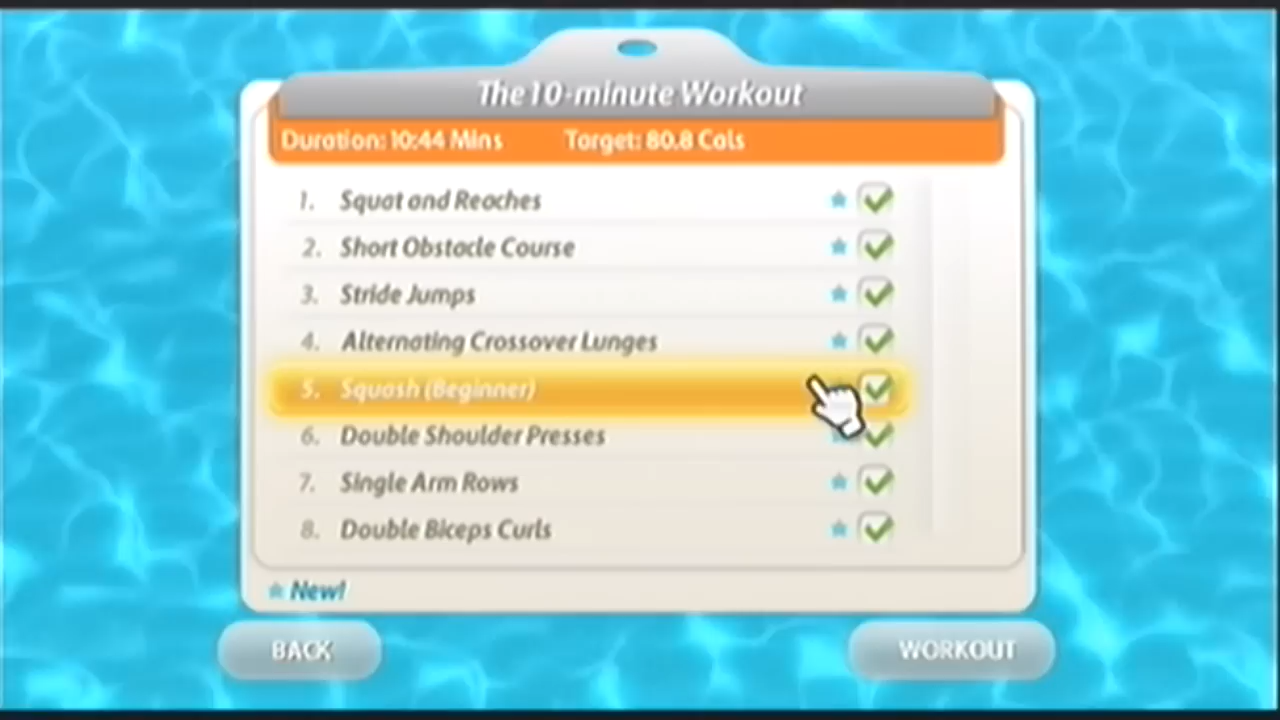 The 10-minute Workout
Duration: 10:44 Mins Target: 80.8 Cals
1. Squat and Reaches
2. Short Obstacle Course
3. Stride Jumps
4. Alternating Crossover Lunges
5. Squash (Beginner)
6. Double Shoulder Presses
7. Single Arm Rows
8. Double Biceps Curls
New!
BACK WORKOUT